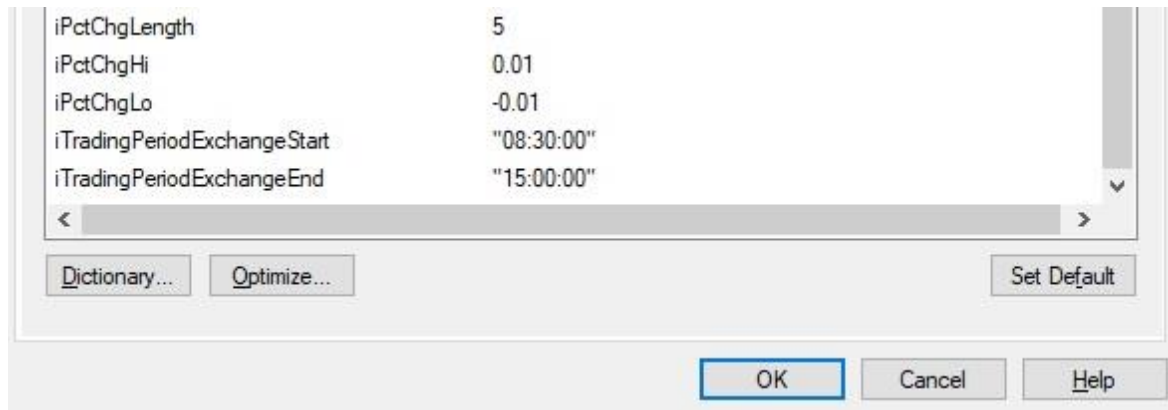 iPctChgLength 5
iPctChgHi 0.01
iPctChgLo -0.01
iTradingPeriodExchangeStart "08:30:00"
iTradingPeriodExchangeEnd "15:00:00"
Dictionary... Optimize... Set Default
OK Cancel Help